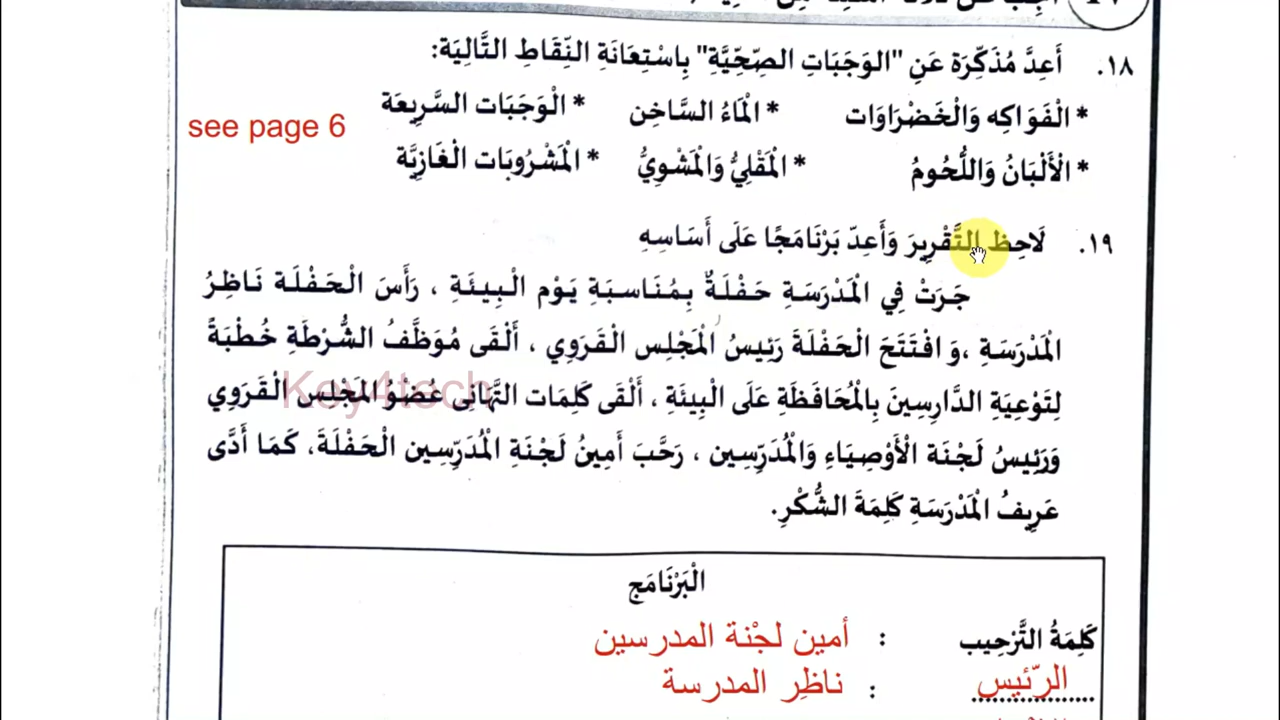 ١٨. أَعِدَّ مُذَكِّرَة عَنِ "الوَجَبَاتِ الصِّحِّيَّةِ" بِاسْتِعَانَةِ النِّقَاطِ التَّالِيَة:
* الْفَوَاكِه وَالْخَضْرَاوَات * الْمَاءُ السَّاخِن * الْوَجَبَات السَّرِيعَة
see page 6
* الْأَلْبَانُ وَاللُّحُومُ * الْمَقْلِيُّ وَالْمَشْوِيُّ * الْمَشْرُوبَات الْغَازِيَّة
١٩. لَاحِظ التَّقْرِيرَ وَأَعِدّ بَرْنَامَجًا عَلَى أَسَاسِهِ
جَرَتْ فِي الْمَدْرَسَةِ حَفْلَةٌ بِمُنَاسبَةِ يَوْم الْبِيئَةِ ، رَأَسَ الْحَفْلَة نَاظِرُ
الْمَدْرَسَةِ ،وَ افْتَتَحَ الْحَفْلَةَ رَئِيسُ الْمَجْلِس الْقَرَوِي ، أَلْقَى مُوَظَّفُ الشُّرْطَةِ خُطْبَةً
لِتَوْعِيَةِ الدَّارِسِينَ بِالْمُحَافَظَةِ عَلَى الْبِيئَةِ ، أَلْقَى كَلِمَات التَّهَانِى عُضْوُ الْمَجْلِس الْقَرَوِي
وَرَئِيسُ لَجْنَة الْأَوْصِيَاءِ وَالْمُدَرِّسِين ، رَحَّبَ أَمِينُ لَجْنَةِ الْمُدَرِّسِين الْحَفْلَةَ، كَمَا أَدَّى
عَرِيفُ الْمَدْرَسَةِ كَلِمَةَ الشُّكْرِ.
Key4tech
الْبَرْنَامَج
كَلِمَةُ التَّرْحِيب : أمين لجْنة المدرسين
الرّئيس : ناظِر المدرسة